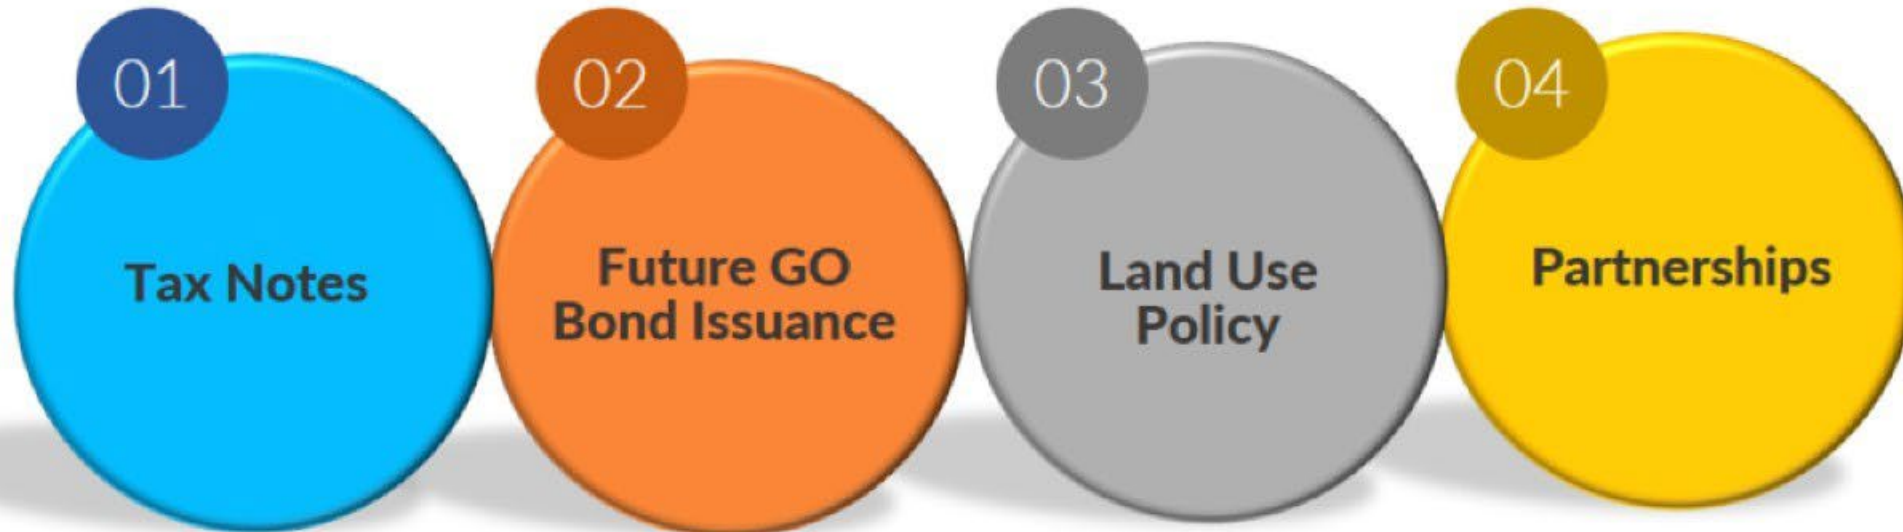 01
Tax Notes
02
Future GO
Bond Issuance
03
Land Use
Policy
04
Partnerships